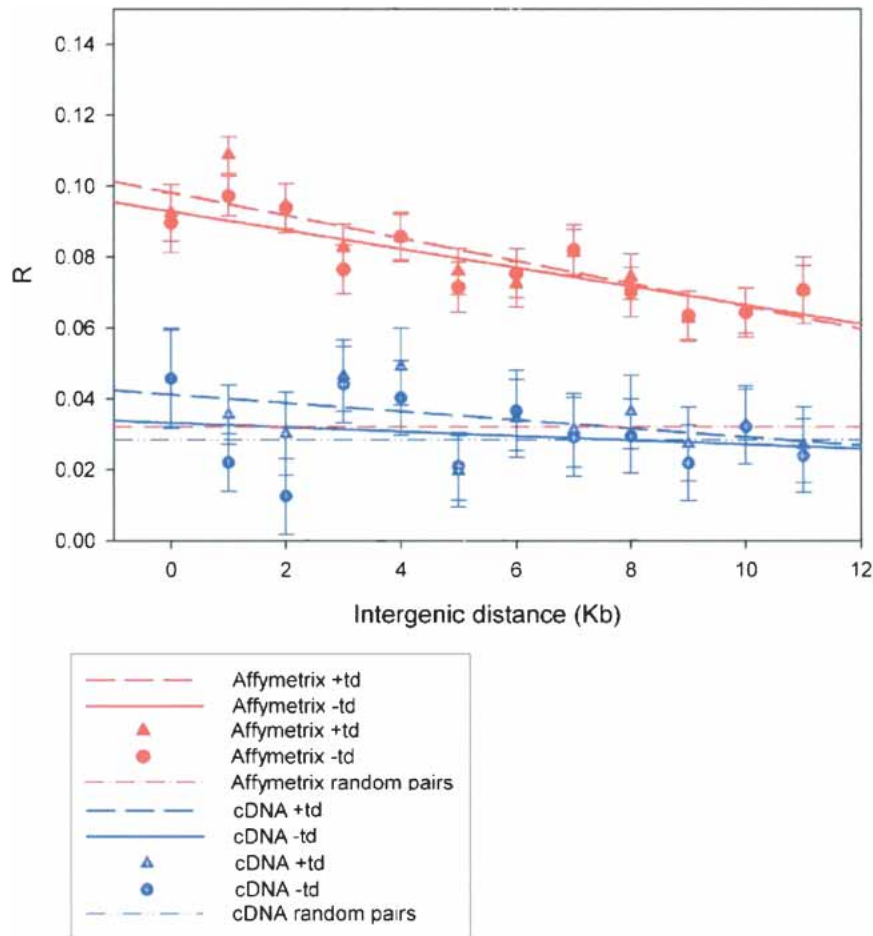 0.14
0.12
0.10
0.08
0.06
0.04
0.02
0.00
R
0 2 4 6 8 10 12
Intergenic distance (Kb)
Affymetrix +td
Affymetrix -td
Affymetrix +td
Affymetrix -td
Affymetrix random pairs
cDNA +td
cDNA -td
cDNA +td
cDNA -td
cDNA random pairs